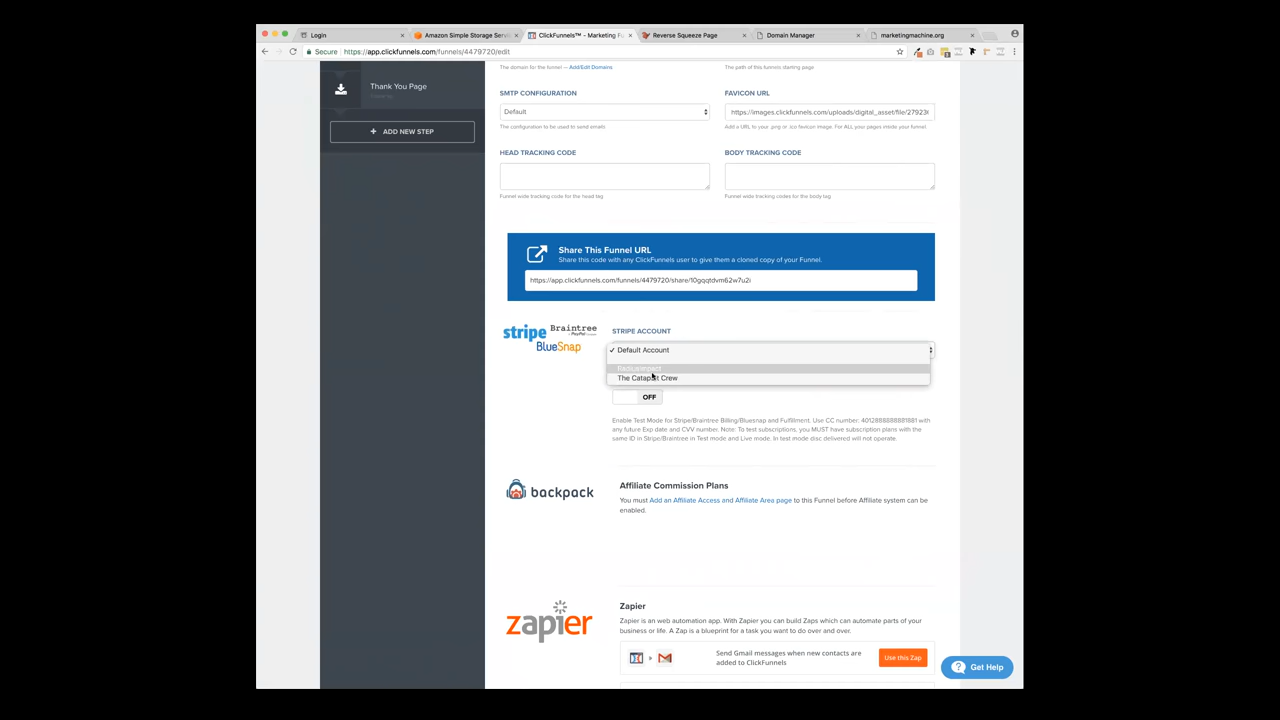 Login
Amazon Simple Storage Serv
ClickFunnels™ - Marketing Fu
Reverse Squeeze Page
Domain Manager
marketingmachine.org
Secure
https://app.clickfunnels.com/funnels/4479720/edit
Thank You Page
ADD NEW STEP
The domain for the funnel — Add/Edit Domains
The path of this funnels starting page
SMTP CONFIGURATION
FAVICON URL
Default
https://images.clickfunnels.com/uploads/digital_asset/file/27923
The configuration to be used to send emails
Add a URL to your .png or .ico favicon image. For ALL your pages inside your funnel
HEAD TRACKING CODE
BODY TRACKING CODE
Funnel wide tracking code for the head tag
Funnel wide tracking codes for the body tag
Share This Funnel URL
Share this code with any ClickFunnels user to give them a cloned copy of your Funnel.
https://app.clickfunnels.com/funnels/4479720/share/10gqqtdvm62w7u2i
stripe
Braintree
BlueSnap
STRIPE ACCOUNT
Default Account
The Catapult Crew
OFF
Enable Test Mode for Stripe/Braintree Billing/Bluesnap and Fulfillment. Use CC number: 4012888888881881 with
any future Exp date and CVV number. Note: To test subscriptions, you MUST have subscription plans with the
same ID in Stripe/Braintree in Test mode and Live mode. In test mode disc delivered will not operate.
backpack
Affiliate Commission Plans
You must Add an Affiliate Access and Affiliate Area page to this Funnel before Affiliate system can be
enabled.
zapier
Zapier
Zapier is an web automation app. With Zapier you can build Zaps which can automate parts of your
business or life. A Zap is a blueprint for a task you want to do over and over.
Send Gmail messages when new contacts are
added to ClickFunnels
Use this Zap
Get Help